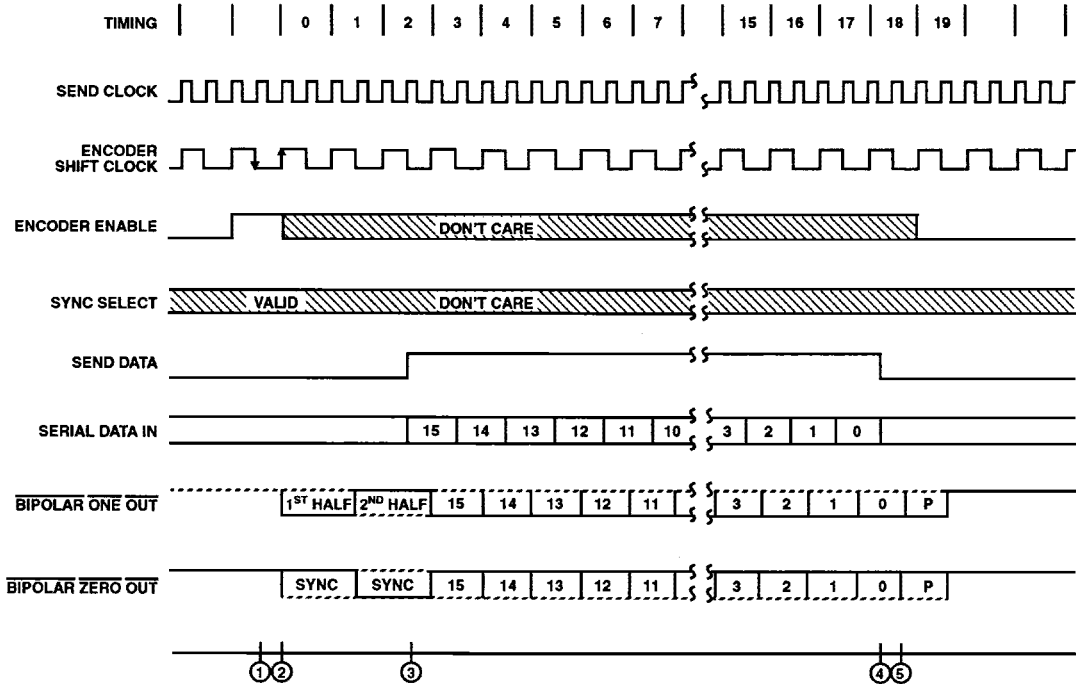 TIMING 0 1 2 3 4 5 6 7 15 16 17 18 19
SEND CLOCK
ENCODER
SHIFT CLOCK
ENCODER ENABLE DON'T CARE
SYNC SELECT VALID DON'T CARE
SEND DATA
SERIAL DATA IN 15 14 13 12 11 10 3 2 1 0
BIPOLAR ONE OUT 1ST HALF 2ND HALF 15 14 13 12 11 3 2 1 0 P
BIPOLAR ZERO OUT SYNC SYNC 15 14 13 12 11 3 2 1 0 P
1 2 3 4 5